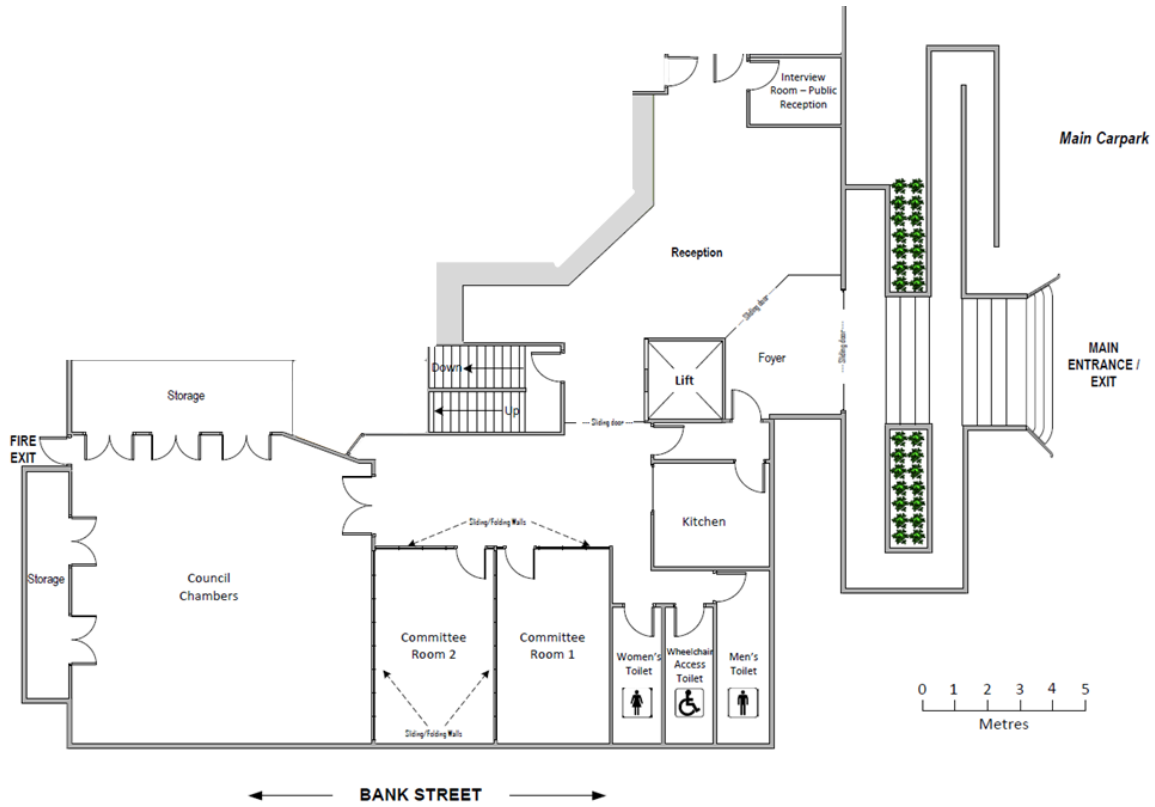 Interview
Room – Public
Reception
Main Carpark
Reception
Sliding door
Foyer
Sliding door
MAIN
ENTRANCE /
EXIT
Down
Up
Lift
Sliding door
Storage
FIRE
EXIT
Storage
Council
Chambers
Sliding/Folding Walls
Kitchen
Committee
Room 2
Committee
Room 1
Sliding/Folding Walls
Women's
Toilet
Wheelchair
Access
Toilet
Men's
Toilet
0 1 2 3 4 5
Metres
BANK STREET